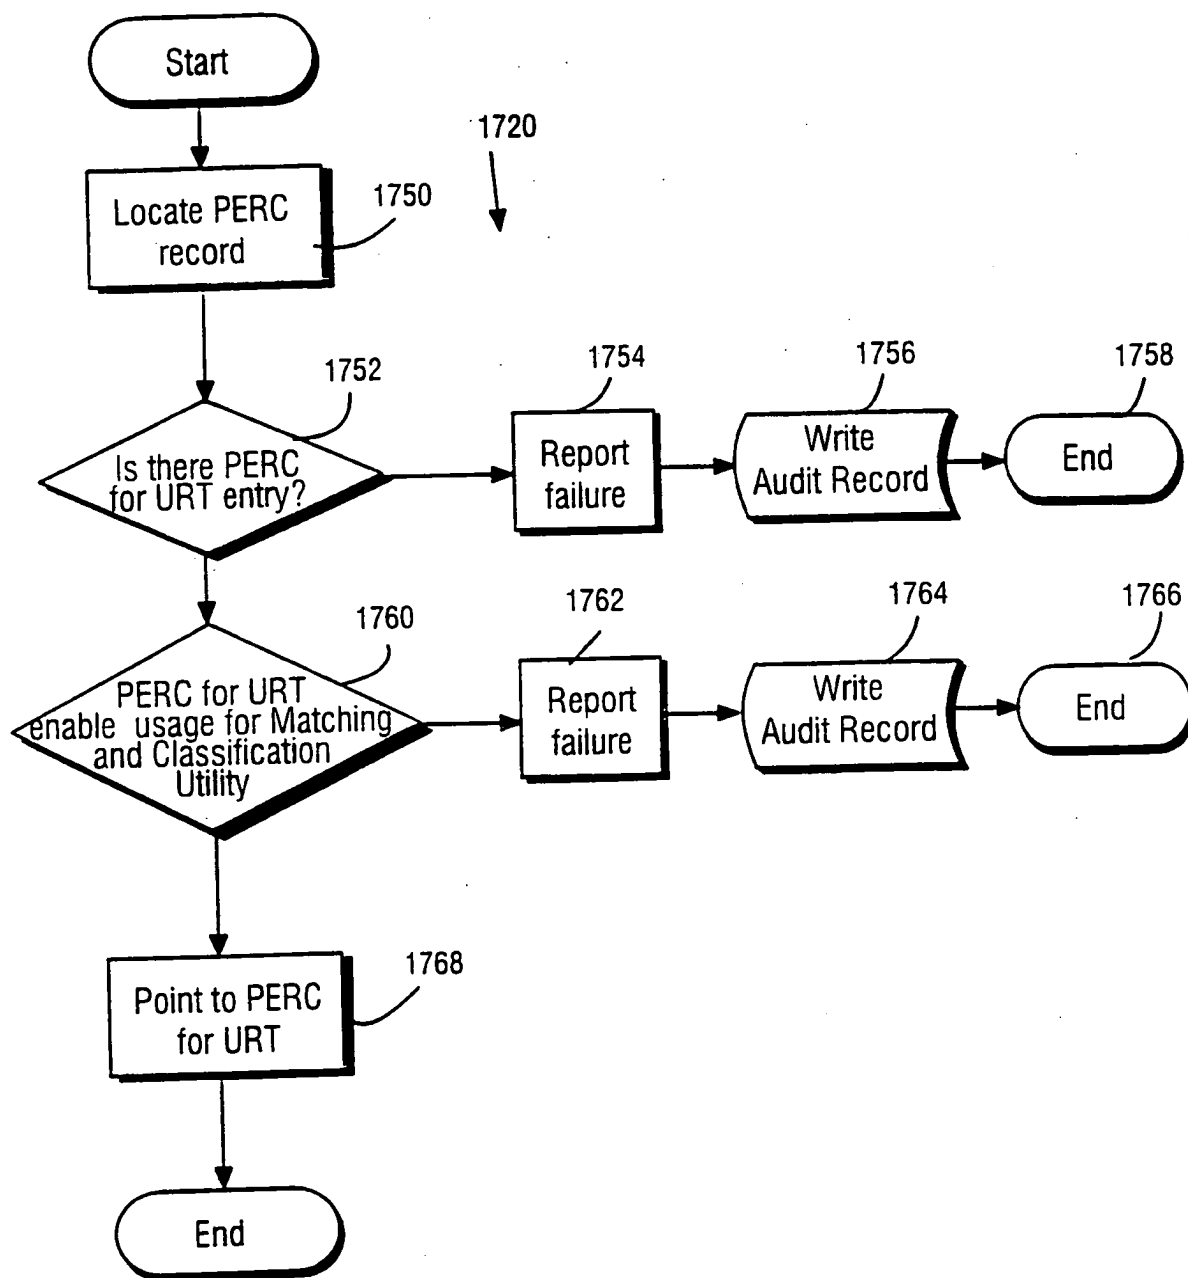 Start
1720
Locate PERC
record
1750
1752
Is there PERC
for URT entry?
1754
Report
failure
1756
Write
Audit Record
1758
End
1760
PERC for URT
enable usage for Matching
and Classification
Utility
1762
Report
failure
1764
Write
Audit Record
1766
End
Point to PERC
for URT
1768
End